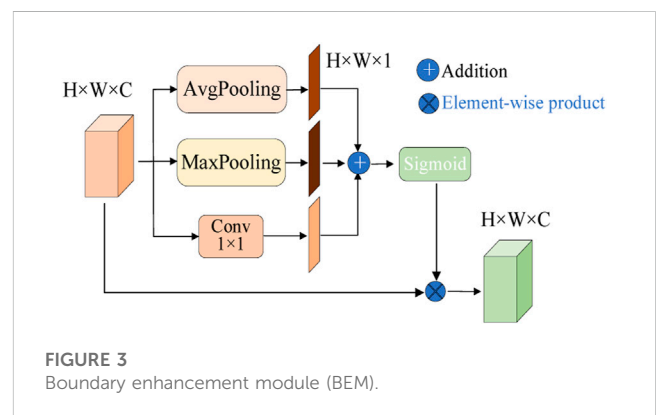 H×W×C
AvgPooling
H×W×1
Addition
Element-wise product
MaxPooling
Sigmoid
Conv
1×1
H×W×C
FIGURE 3
Boundary enhancement module (BEM).